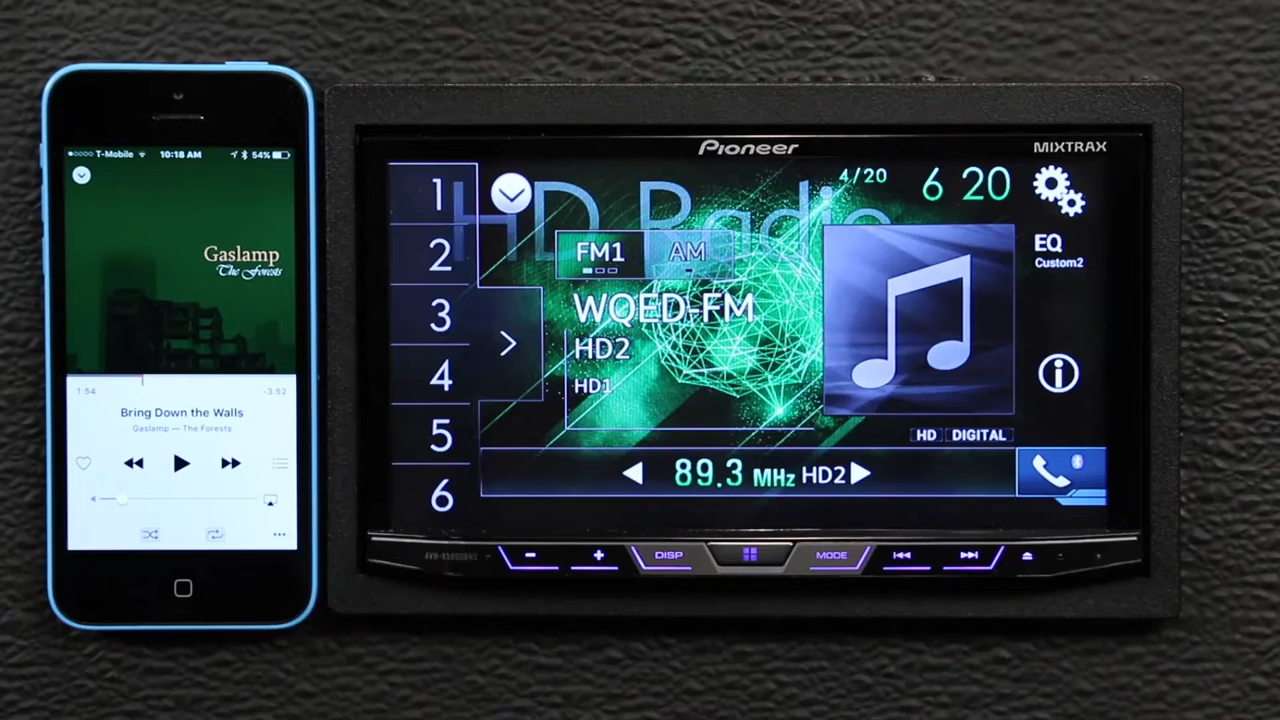 T-Mobile 10:18 AM 54%
Gaslamp
The Forests
1:54 -3:52
Bring Down the Walls
Gaslamp — The Forests
Pioneer MIXTRAX
HD Radio
4/20 6 20
1
2
3
4
5
6
FM1 AM
WQED-FM
HD2
HD1
EQ
Custom2
HD DIGITAL
89.3 MHz HD2
- + DISP MODE